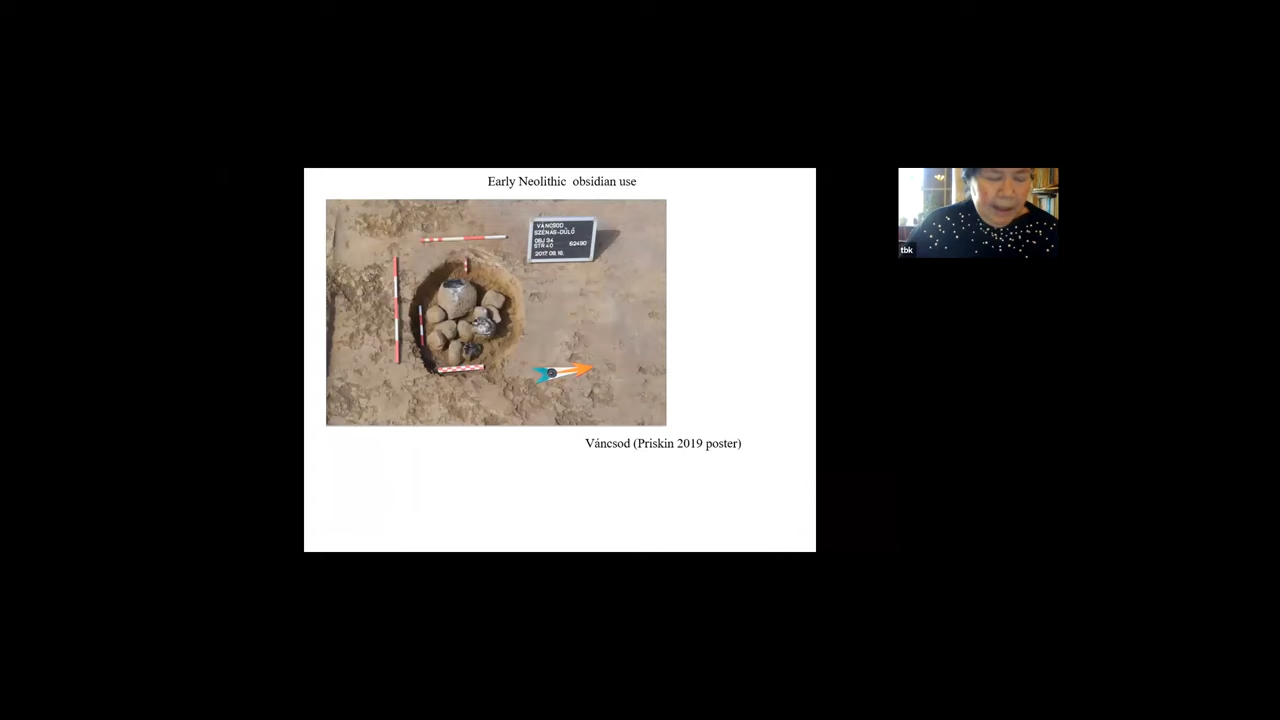 Early Neolithic obsidian use
VÁNCSOD
SZÉNÁS-DŰLŐ
OBJ 34
STR 40 62490
2017. 09. 16.
Váncsod (Priskin 2019 poster)
tbk